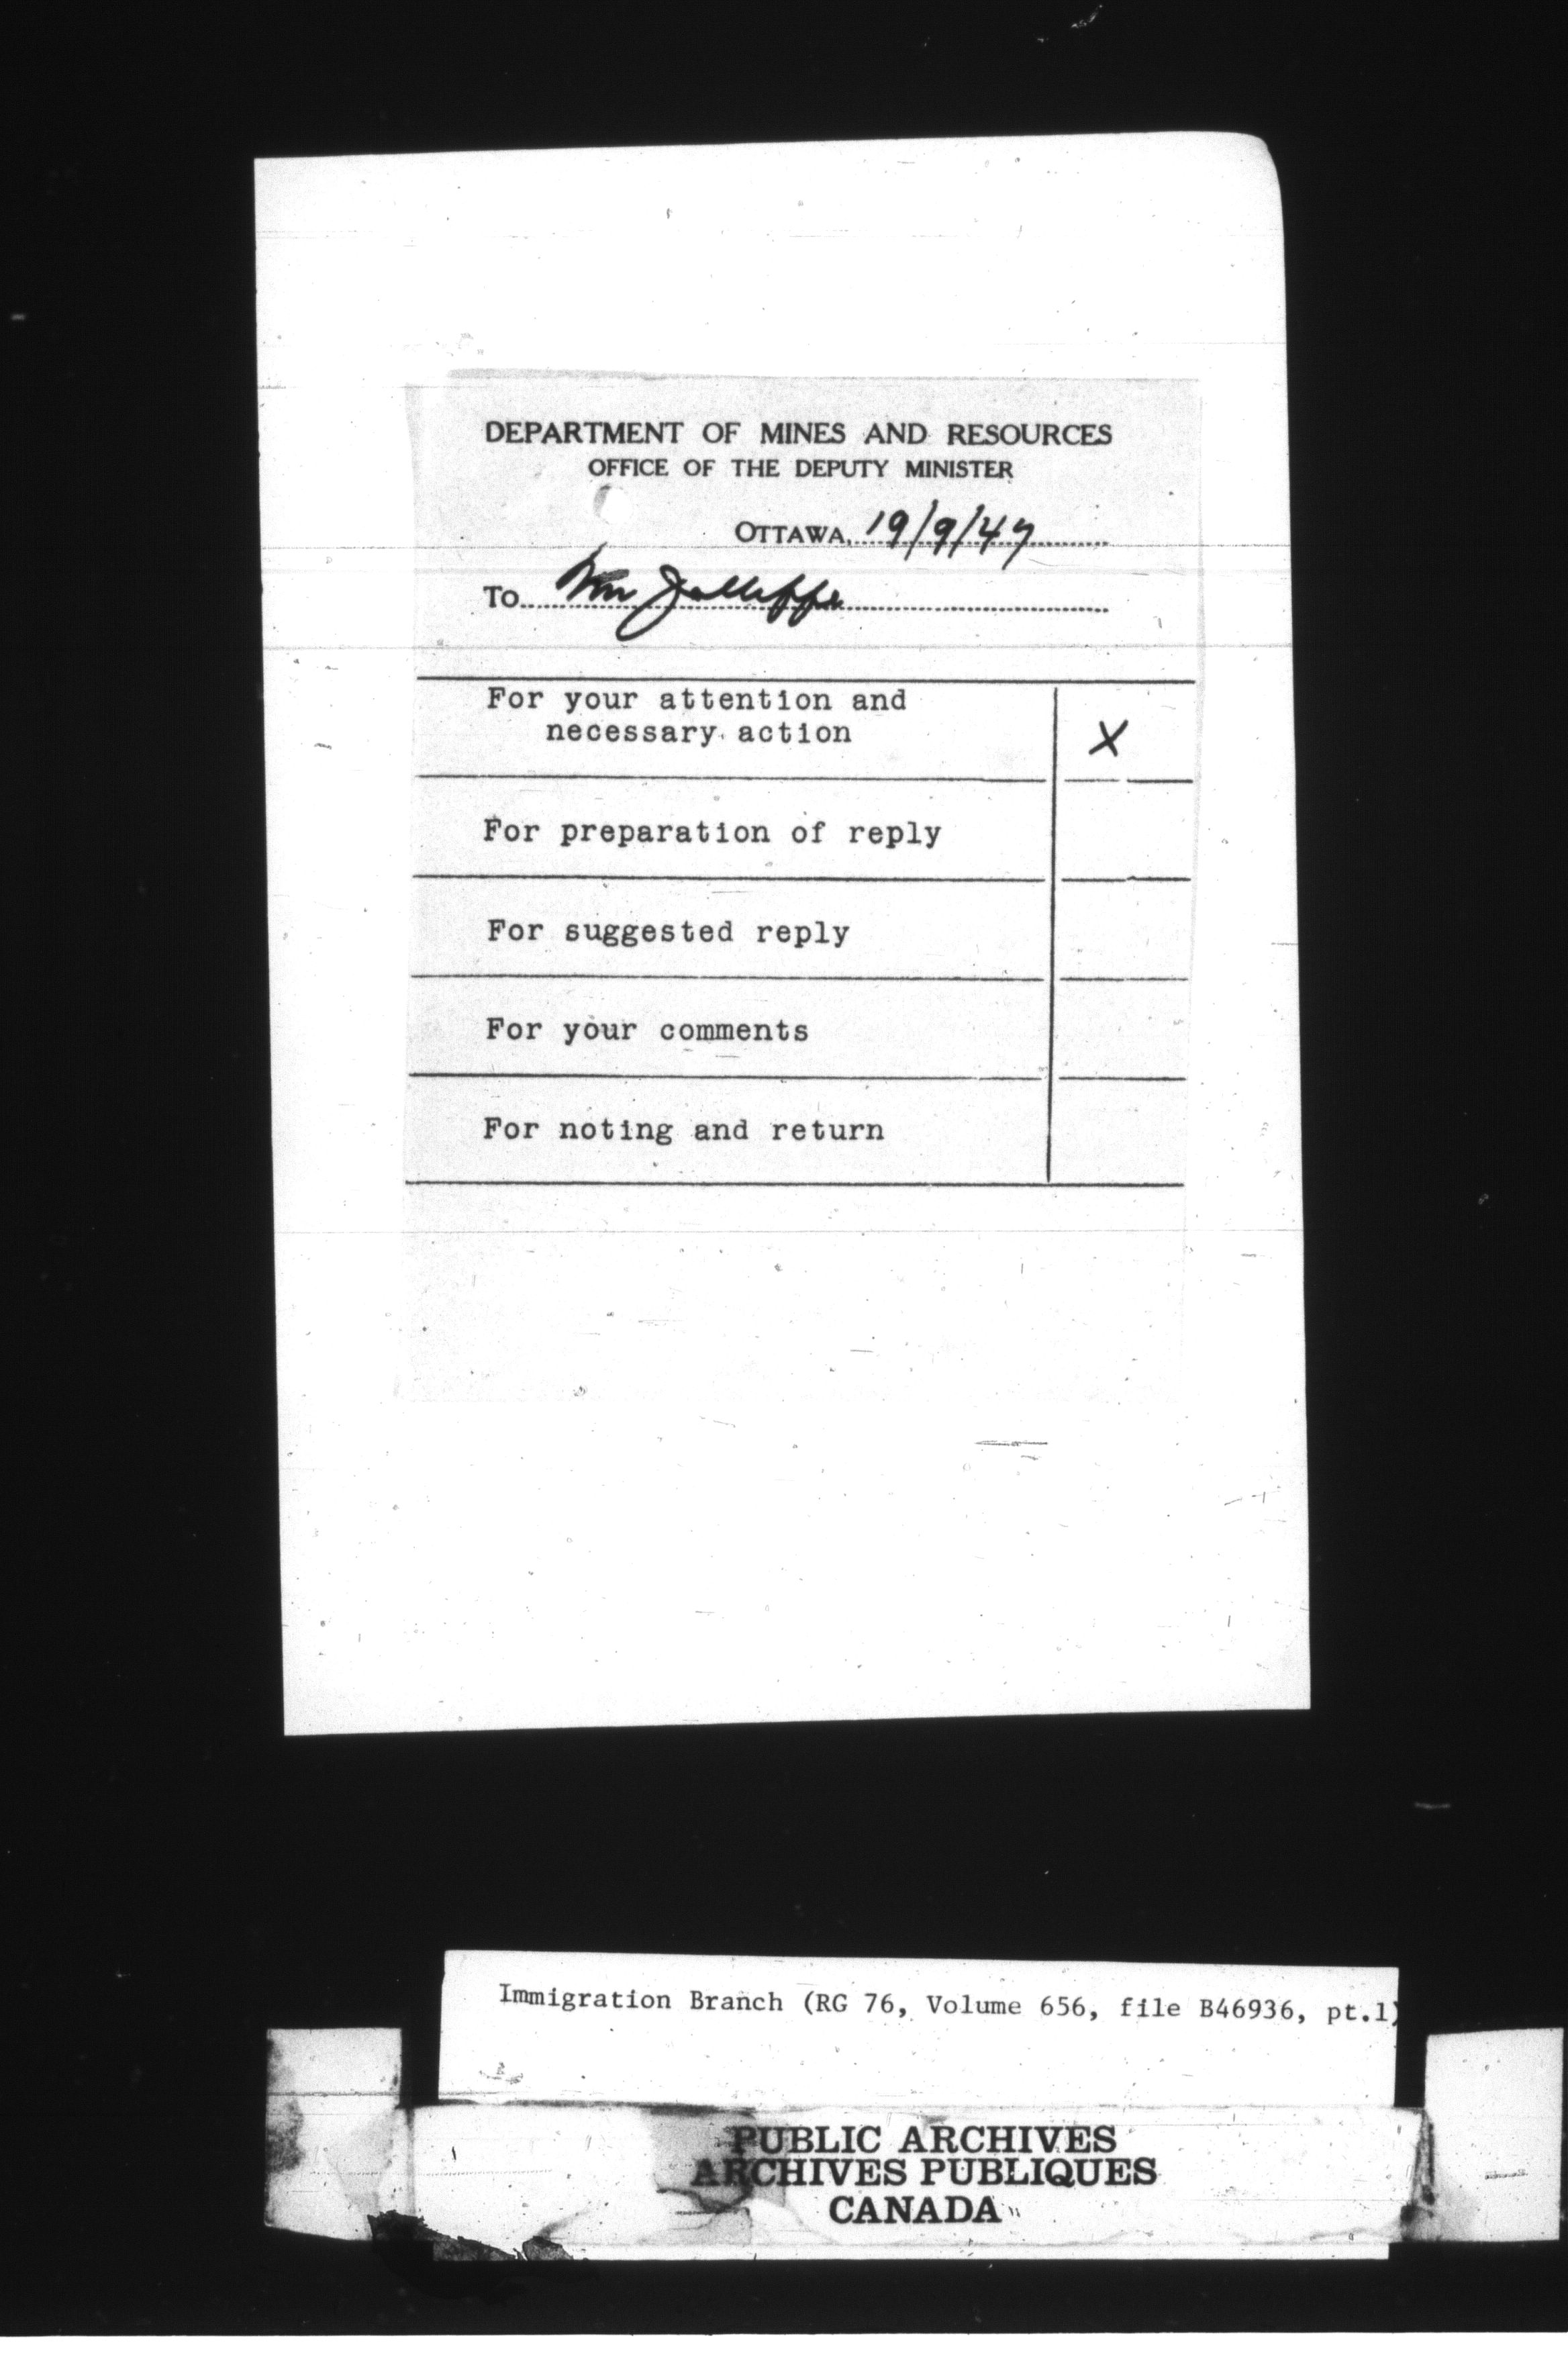 DEPARTMENT OF MINES AND RESOURCES
OFFICE OF THE DEPUTY MINISTER
OTTAWA, 19/9/47
To Mr Jolliffe
For your attention and
necessary action X
For preparation of reply
For suggested reply
For your comments
For noting and return
Immigration Branch (RG 76, Volume 656, file B46936, pt.1)
PUBLIC ARCHIVES
ARCHIVES PUBLIQUES
CANADA